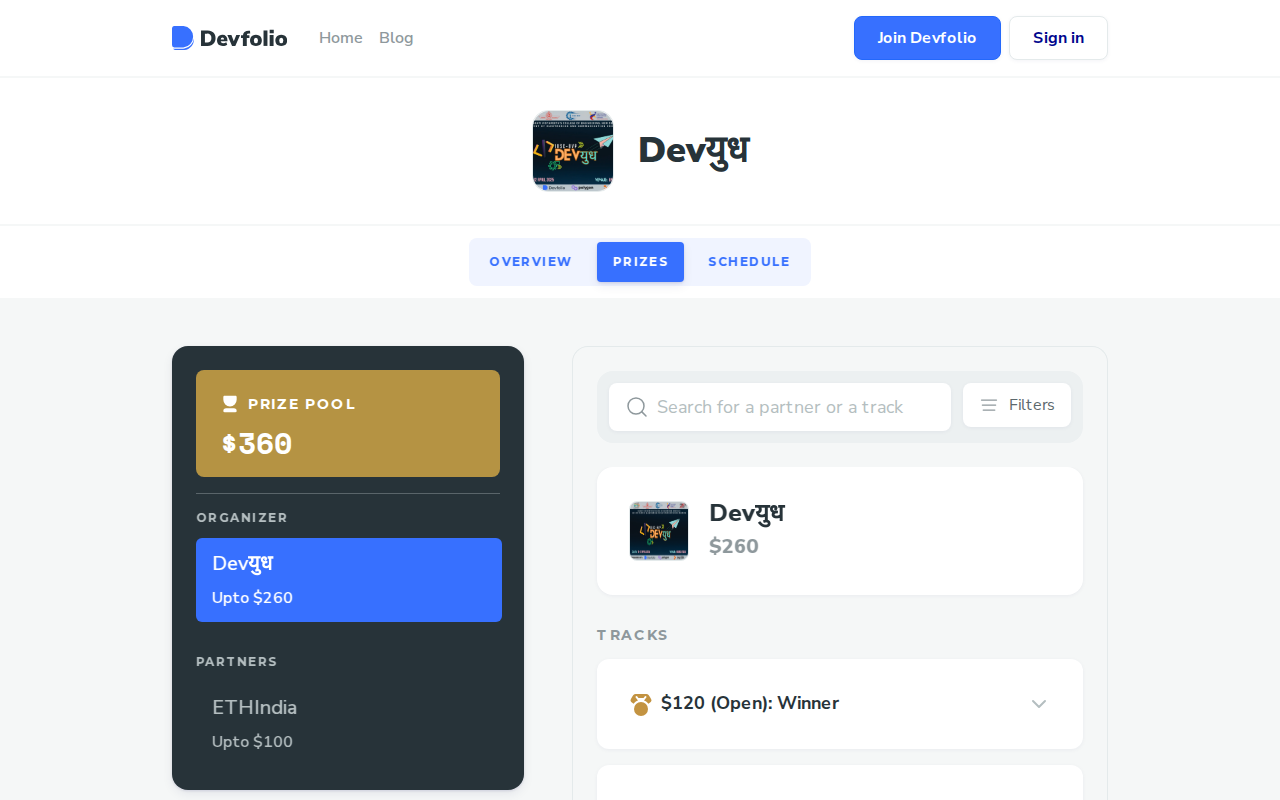 Devfolio
Home
Blog
Join Devfolio
Sign in
Devयुध
OVERVIEW
PRIZES
SCHEDULE
PRIZE POOL
$360
ORGANIZER
Devयुध
Upto $260
PARTNERS
ETHIndia
Upto $100
Search for a partner or a track
Filters
Devयुध
$260
TRACKS
$120 (Open): Winner